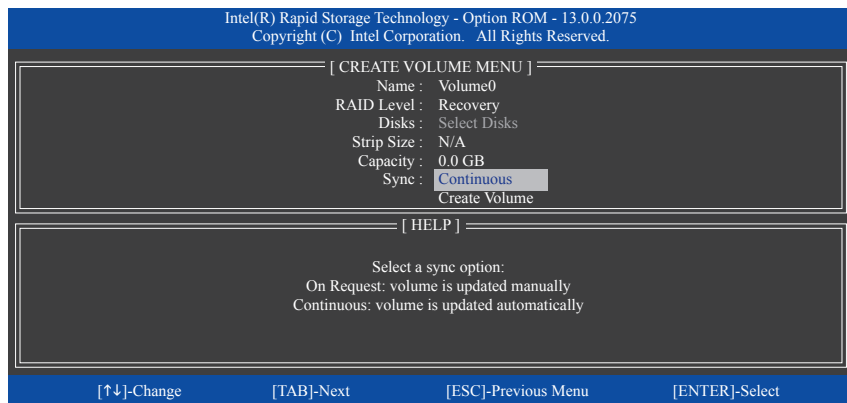 Intel(R) Rapid Storage Technology - Option ROM - 13.0.0.2075
Copyright (C) Intel Corporation. All Rights Reserved.
[ CREATE VOLUME MENU ]
Name : Volume0
RAID Level : Recovery
Disks : Select Disks
Strip Size : N/A
Capacity : 0.0 GB
Sync : Continuous
Create Volume
[ HELP ]
Select a sync option:
On Request: volume is updated manually
Continuous: volume is updated automatically
[↑↓]-Change [TAB]-Next [ESC]-Previous Menu [ENTER]-Select